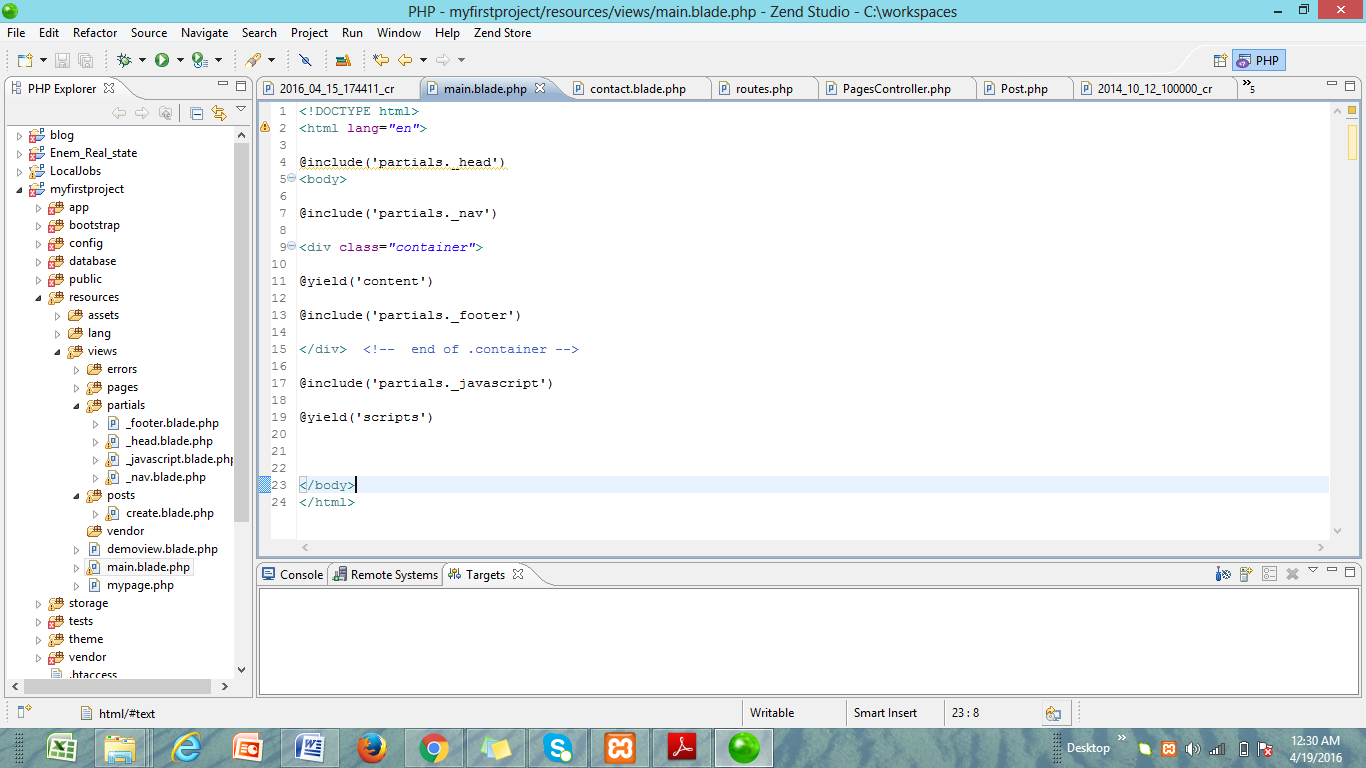 PHP - myfirstproject/resources/views/main.blade.php - Zend Studio - C:\workspaces
File Edit Refactor Source Navigate Search Project Run Window Help Zend Store
PHP
PHP Explorer
blog
Enem_Real_state
LocalJobs
myfirstproject
app
bootstrap
config
database
public
resources
assets
lang
views
errors
pages
partials
_footer.blade.php
_head.blade.php
_javascript.blade.php
_nav.blade.php
posts
create.blade.php
vendor
demoview.blade.php
main.blade.php
mypage.php
storage
tests
theme
vendor
.htaccess
2016_04_15_174411_cr main.blade.php contact.blade.php routes.php PagesController.php Post.php 2014_10_12_100000_cr »5
1 <!DOCTYPE html>
2 <html lang="en">
3
4 @include('partials._head')
5 <body>
6
7 @include('partials._nav')
8
9 <div class="container">
10
11 @yield('content')
12
13 @include('partials._footer')
14
15 </div>  <!--  end of .container -->
16
17 @include('partials._javascript')
18
19 @yield('scripts')
20
21
22
23 </body>
24 </html>
Console Remote Systems Targets
html/#text Writable Smart Insert 23 : 8
Desktop » 12:30 AM
4/19/2016